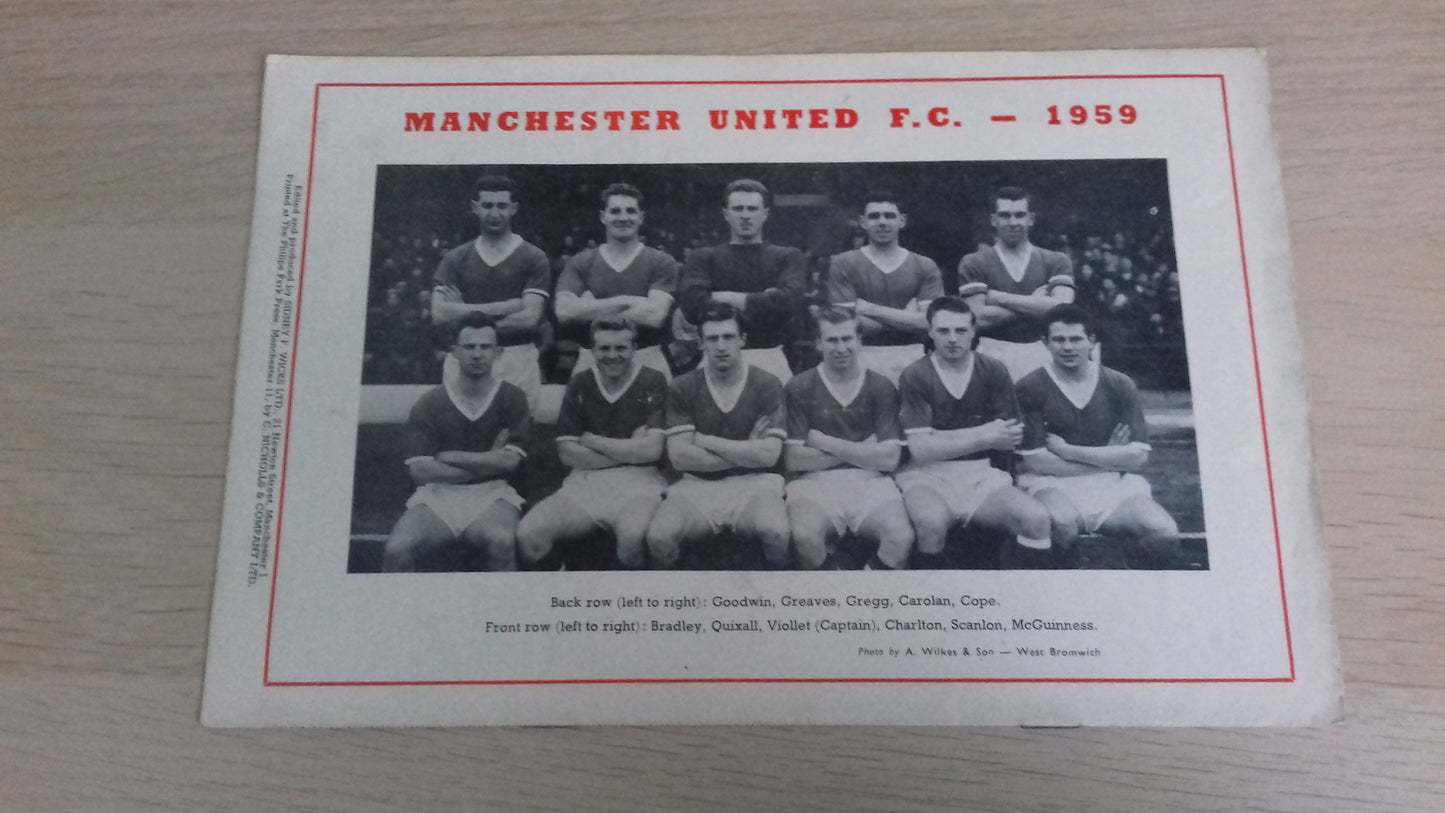 MANCHESTER UNITED F.C. — 1959
Back row (left to right): Goodwin, Greaves, Gregg, Carolan, Cope.
Front row (left to right): Bradley, Quixall, Viollet (Captain), Charlton, Scanlon, McGuinness.
Photo by A. Wilkes & Son — West Bromwich
Edited and produced by SIDNEY F. WICKS LTD., 21 Newton Street, Manchester 1
Printed at The Philips Park Press, Manchester 11, by C. NICHOLLS & COMPANY LTD.